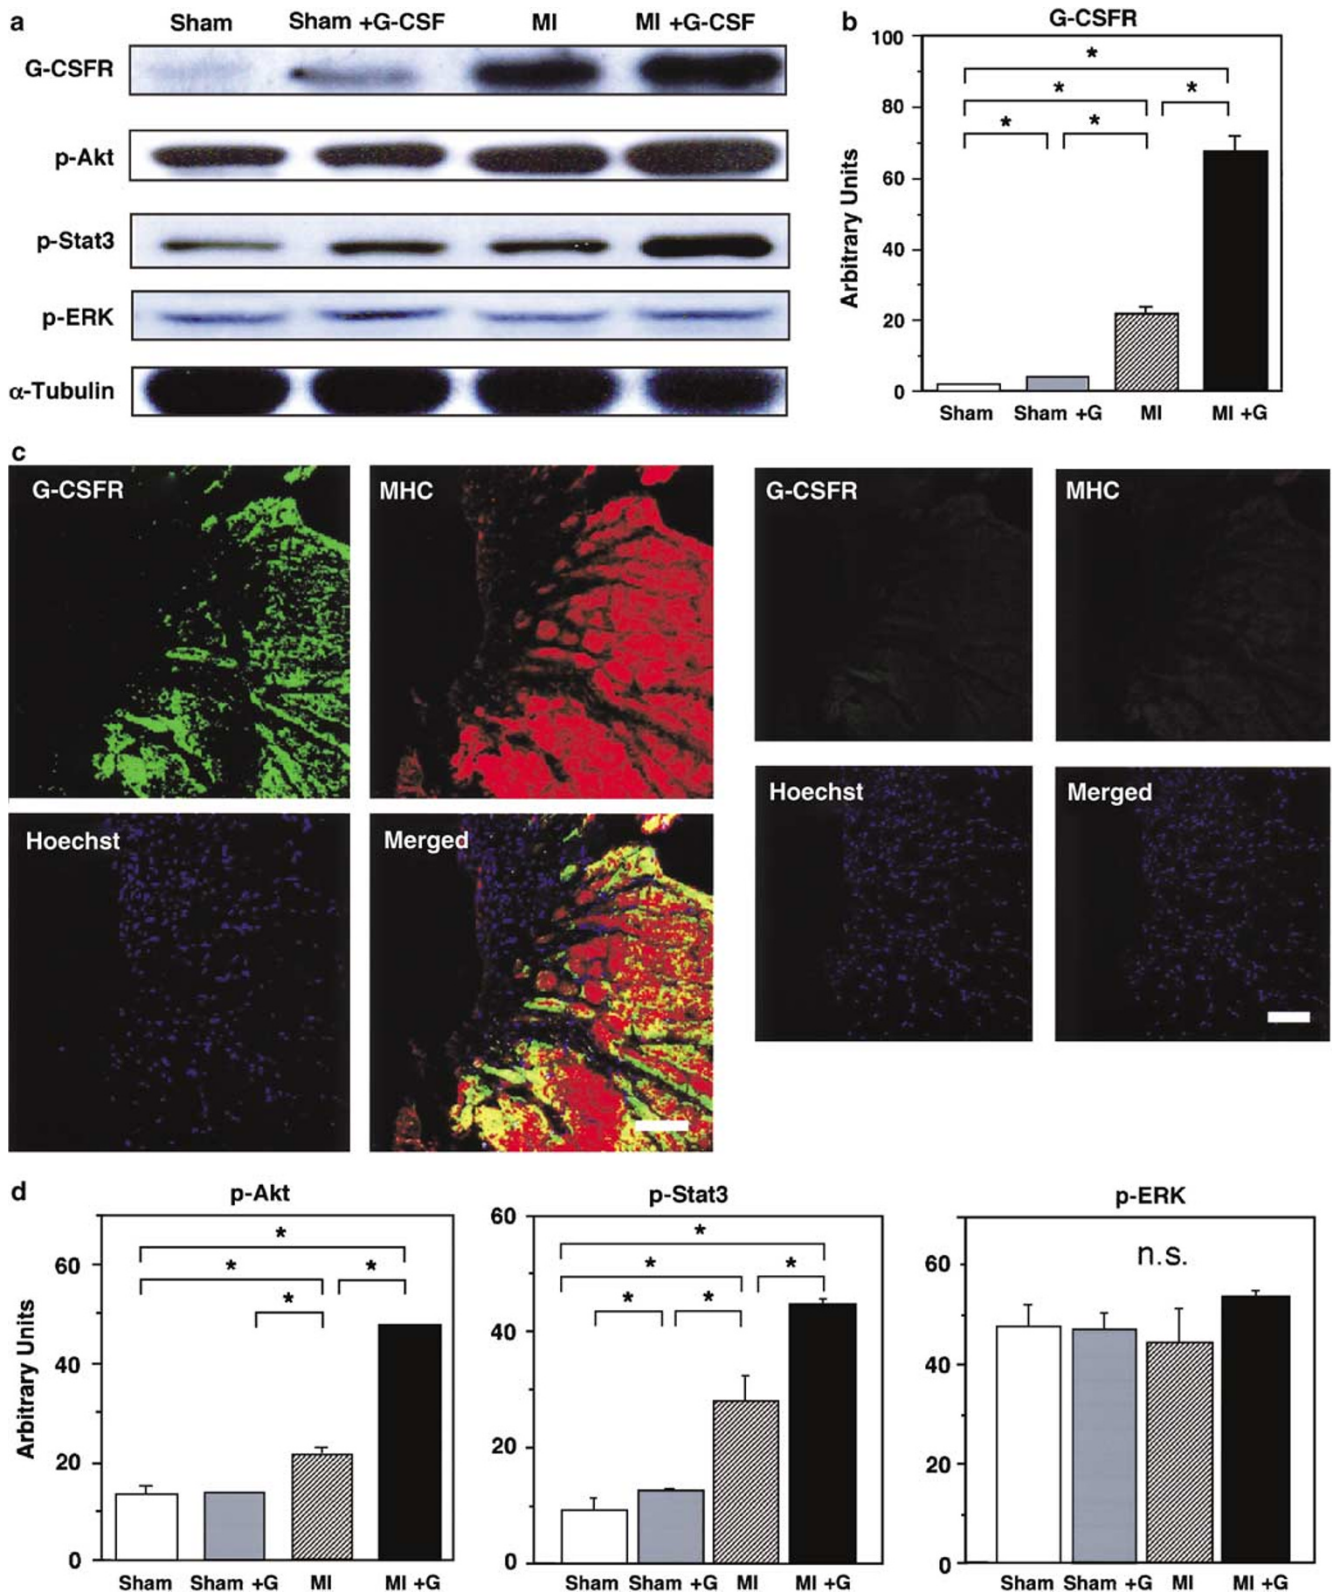 a
Sham Sham +G-CSF MI MI +G-CSF
G-CSFR
p-Akt
p-Stat3
p-ERK
α-Tubulin
b
G-CSFR
* * * * *
Arbitrary Units
100
80
60
40
20
0
Sham Sham +G MI MI +G
c
G-CSFR MHC
Hoechst Merged
G-CSFR MHC
Hoechst Merged
d
p-Akt
* * * *
Arbitrary Units
60
40
20
0
Sham Sham +G MI MI +G
p-Stat3
* * * * *
60
40
20
0
Sham Sham +G MI MI +G
p-ERK
n.s.
60
40
20
0
Sham Sham +G MI MI +G